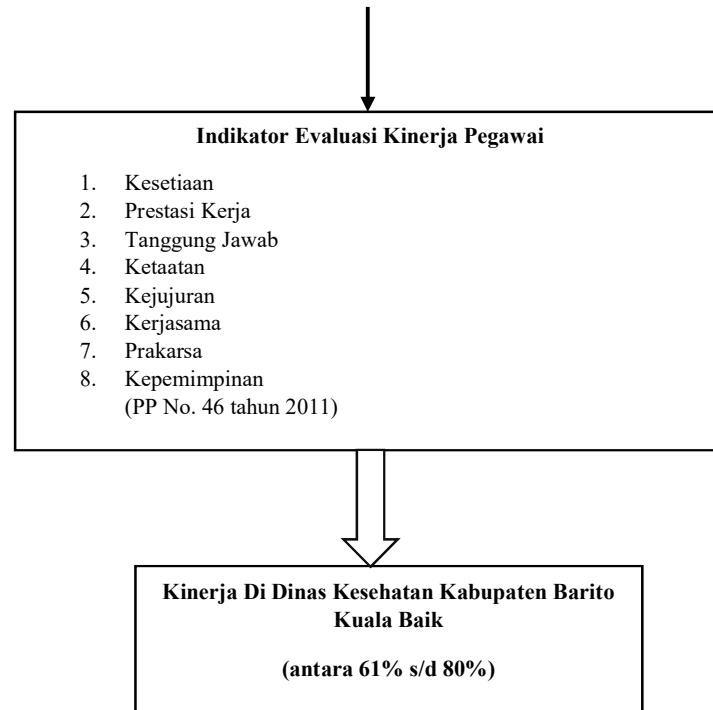 Indikator Evaluasi Kinerja Pegawai
1. Kesetiaan
2. Prestasi Kerja
3. Tanggung Jawab
4. Ketaatan
5. Kejujuran
6. Kerjasama
7. Prakarsa
8. Kepemimpinan
(PP No. 46 tahun 2011)
Kinerja Di Dinas Kesehatan Kabupaten Barito
Kuala Baik
(antara 61% s/d 80%)